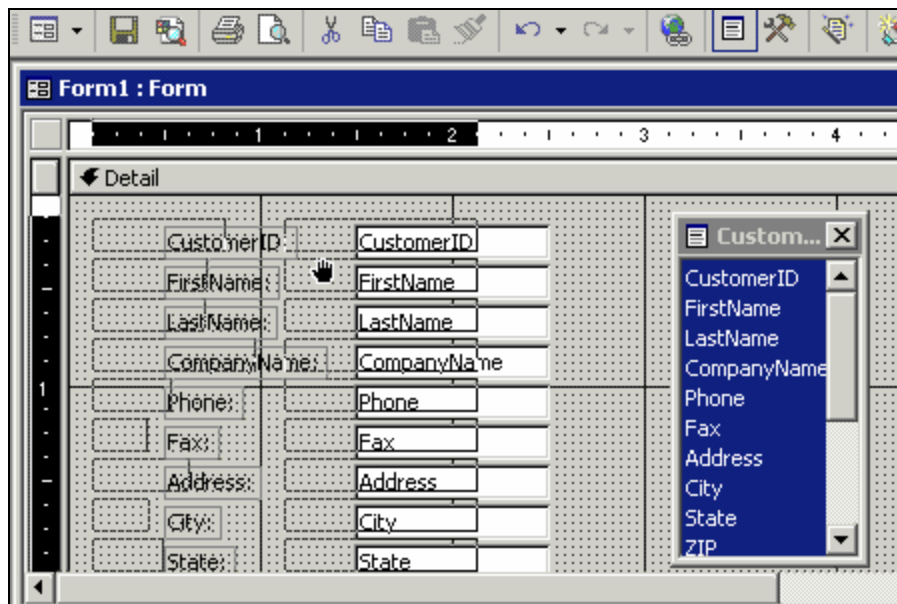 Form1 : Form
1 2 3 4
Detail
CustomerID: CustomerID
FirstName: FirstName
LastName: LastName
CompanyName: CompanyName
1
Phone: Phone
Fax: Fax
Address: Address
City: City
State: State
Custom...
CustomerID
FirstName
LastName
CompanyName
Phone
Fax
Address
City
State
ZIP